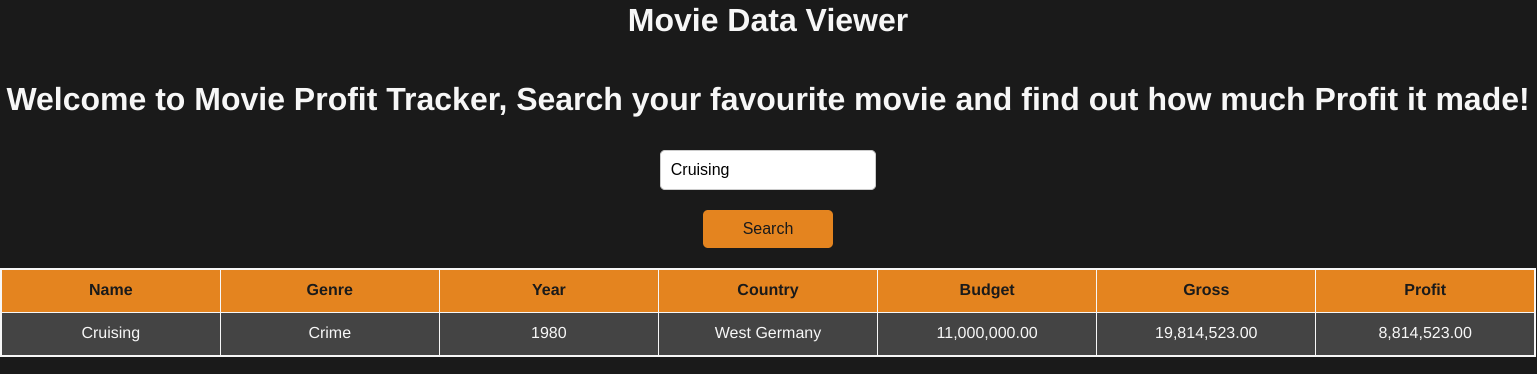 Movie Data Viewer
Welcome to Movie Profit Tracker, Search your favourite movie and find out how much Profit it made!
Cruising
Search
Name Genre Year Country Budget Gross Profit
Cruising Crime 1980 West Germany 11,000,000.00 19,814,523.00 8,814,523.00